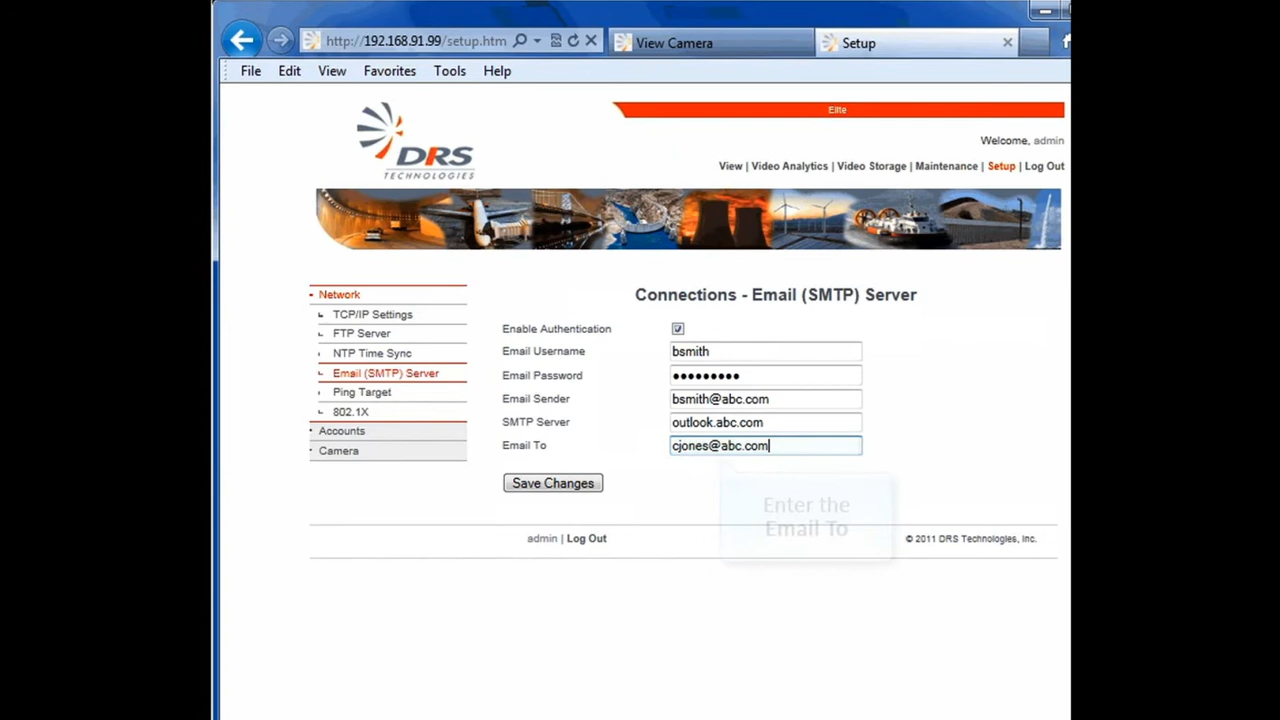 http://192.168.91.99/setup.htm View Camera Setup
File Edit View Favorites Tools Help
Elite
DRS
TECHNOLOGIES
Welcome, admin
View | Video Analytics | Video Storage | Maintenance | Setup | Log Out
Network
TCP/IP Settings
FTP Server
NTP Time Sync
Email (SMTP) Server
Ping Target
802.1X
Accounts
Camera
Connections - Email (SMTP) Server
Enable Authentication
Email Username bsmith
Email Password •••••••••
Email Sender bsmith@abc.com
SMTP Server outlook.abc.com
Email To cjones@abc.com
Save Changes
Enter the
Email To
admin | Log Out
© 2011 DRS Technologies, Inc.